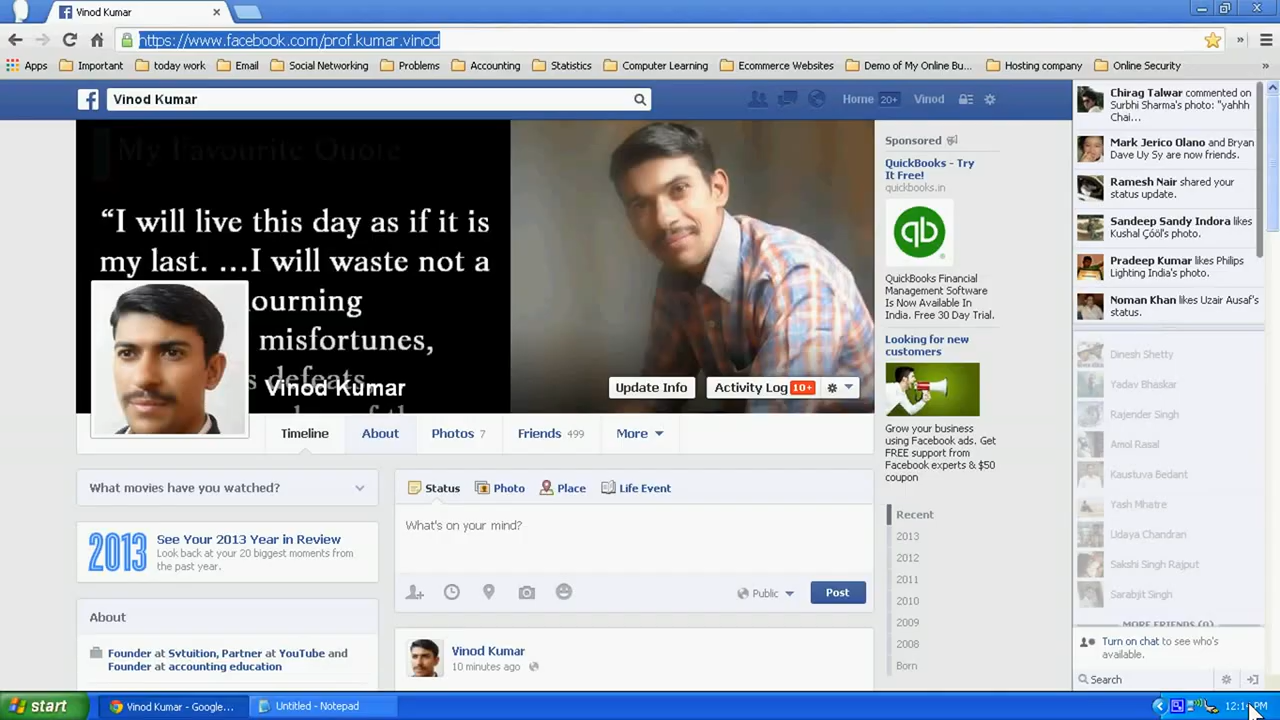 Vinod Kumar
https://www.facebook.com/prof.kumar.vinod
Apps Important today work Email Social Networking Problems Accounting Statistics Computer Learning Ecommerce Websites Demo of My Online Bu... Hosting company Online Security »
Vinod Kumar
Home 20+ Vinod
My Favourite Quote
“I will live this day as if it is
my last. …I will waste not a
ourning
misfortunes,
defeats
Vinod Kumar
Update Info
Activity Log 10+
Timeline About Photos 7 Friends 499 More
What movies have you watched?
2013
See Your 2013 Year in Review
Look back at your 20 biggest moments from
the past year.
About
Founder at Svtuition, Partner at YouTube and
Founder at accounting education
Status Photo Place Life Event
What's on your mind?
Public Post
Vinod Kumar
10 minutes ago
Sponsored
QuickBooks - Try
It Free!
quickbooks.in
qb
QuickBooks Financial
Management Software
Is Now Available In
India. Free 30 Day Trial.
Looking for new
customers
Grow your business
using Facebook ads. Get
FREE support from
Facebook experts & $50
coupon
Recent
2013
2012
2011
2010
2009
2008
Born
Chirag Talwar commented on
Surbhi Sharma's photo: "yahhh
Chai...
Mark Jerico Olano and Bryan
Dave Uy Sy are now friends.
Ramesh Nair shared your
status update.
Sandeep Sandy Indora likes
Kushal Çóól's photo.
Pradeep Kumar likes Philips
Lighting India's photo.
Noman Khan likes Uzair Ausaf's
status.
Dinesh Shetty
Yadav Bhaskar
Rajender Singh
Amol Rasal
Kaustuva Bedant
Yash Mhatre
Udaya Chandran
Sakshi Singh Rajput
Sarabjit Singh
MORE FRIENDS (0)
Turn on chat to see who's
available.
Search
start Vinod Kumar - Google... Untitled - Notepad